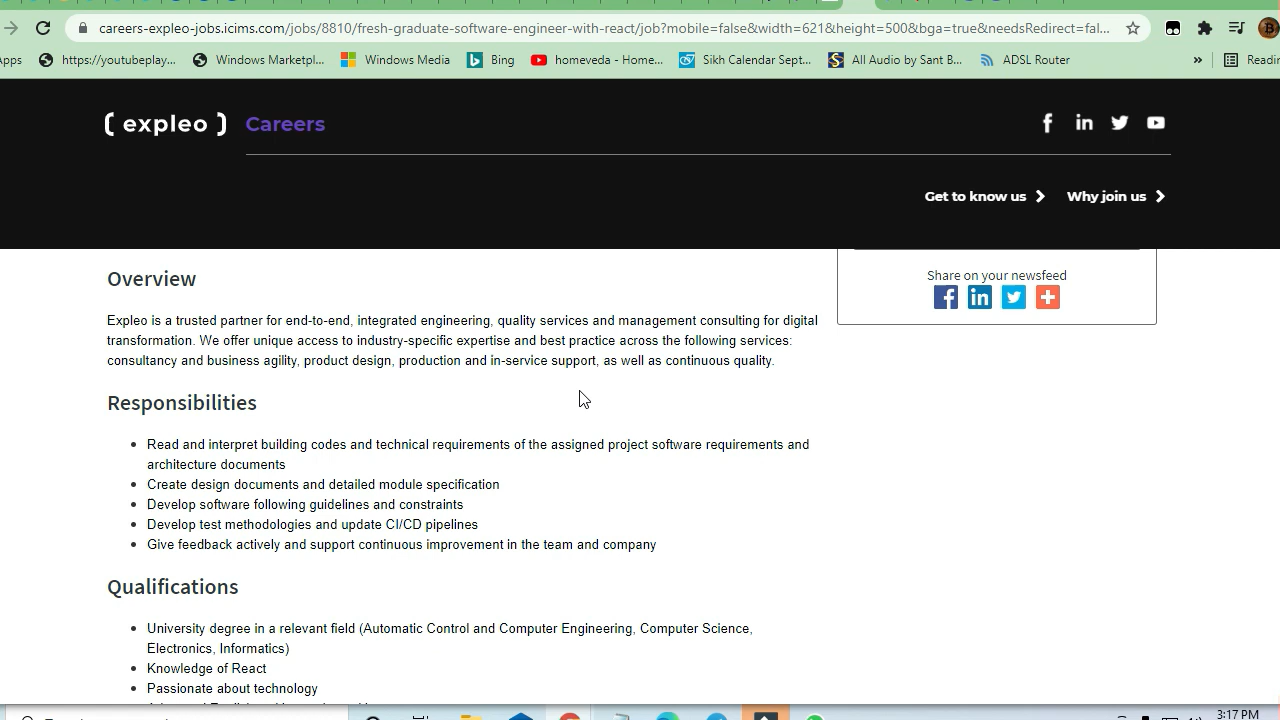 careers-expleo-jobs.icims.com/jobs/8810/fresh-graduate-software-engineer-with-react/job?mobile=false&width=621&height=500&bga=true&needsRedirect=fal...
pps https://youtubeplay... Windows Marketpl... Windows Media Bing homeveda - Home... Sikh Calendar Sept... All Audio by Sant B... ADSL Router » Readin
( expleo ) Careers
Get to know us Why join us
Share on your newsfeed
Overview
Expleo is a trusted partner for end-to-end, integrated engineering, quality services and management consulting for digital
transformation. We offer unique access to industry-specific expertise and best practice across the following services:
consultancy and business agility, product design, production and in-service support, as well as continuous quality.
Responsibilities
Read and interpret building codes and technical requirements of the assigned project software requirements and
architecture documents
Create design documents and detailed module specification
Develop software following guidelines and constraints
Develop test methodologies and update CI/CD pipelines
Give feedback actively and support continuous improvement in the team and company
Qualifications
University degree in a relevant field (Automatic Control and Computer Engineering, Computer Science,
Electronics, Informatics)
Knowledge of React
Passionate about technology
3:17 PM